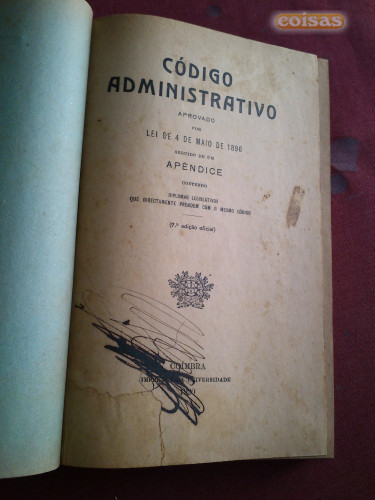 coisas
CÓDIGO
ADMINISTRATIVO
APROVADO
POR
LEI DE 4 DE MAIO DE 1896
SEGUIDO DE UM
APÊNDICE
CONTENDO
DIPLOMAS LEGISLATIVOS
QUE DIRECTAMENTE PRENDEM COM O MESMO CÓDIGO
(7.ª edição oficial)
COIMBRA
UNIVERSIDADE